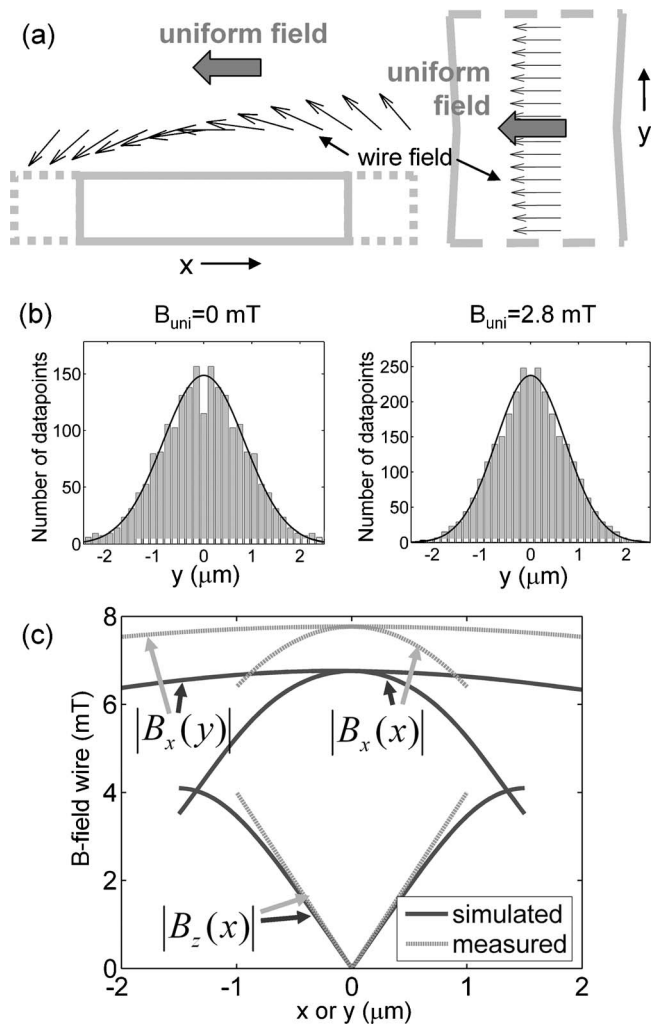 (a)
uniform field
uniform
field
wire field
y
x
(b)
B_uni=0 mT
B_uni=2.8 mT
Number of datapoints
150
100
50
0
-2 -1 0 1 2
y (μm)
Number of datapoints
250
200
150
100
50
0
-2 -1 0 1 2
y (μm)
(c)
B-field wire (mT)
8
6
4
2
0
|B_x(y)|
|B_x(x)|
|B_z(x)|
simulated
measured
-2 -1 0 1 2
x or y (μm)